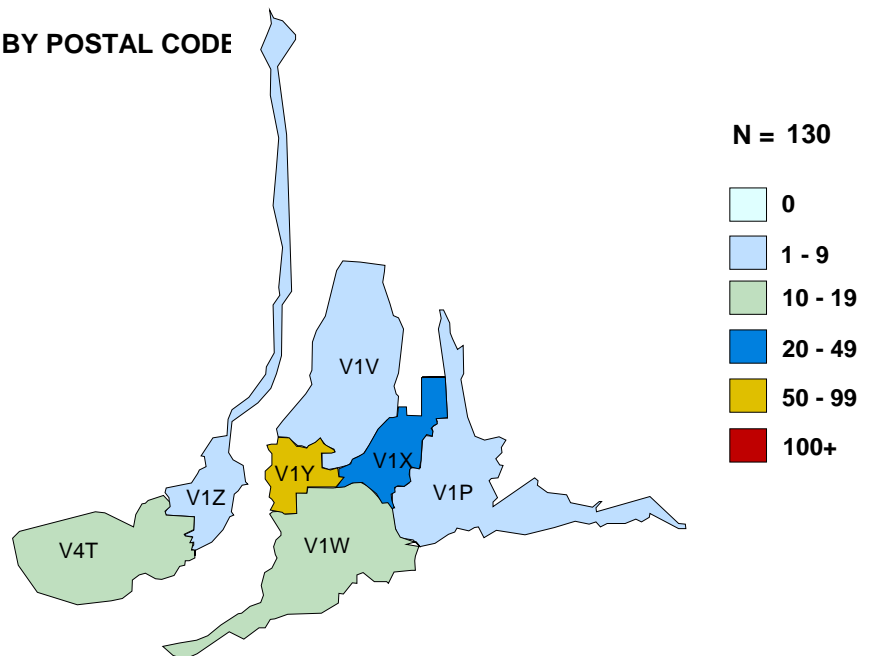 BY POSTAL CODE
N = 130
0
1 - 9
10 - 19
20 - 49
50 - 99
100+
V1V
V1X
V1Y
V1P
V1Z
V1W
V4T